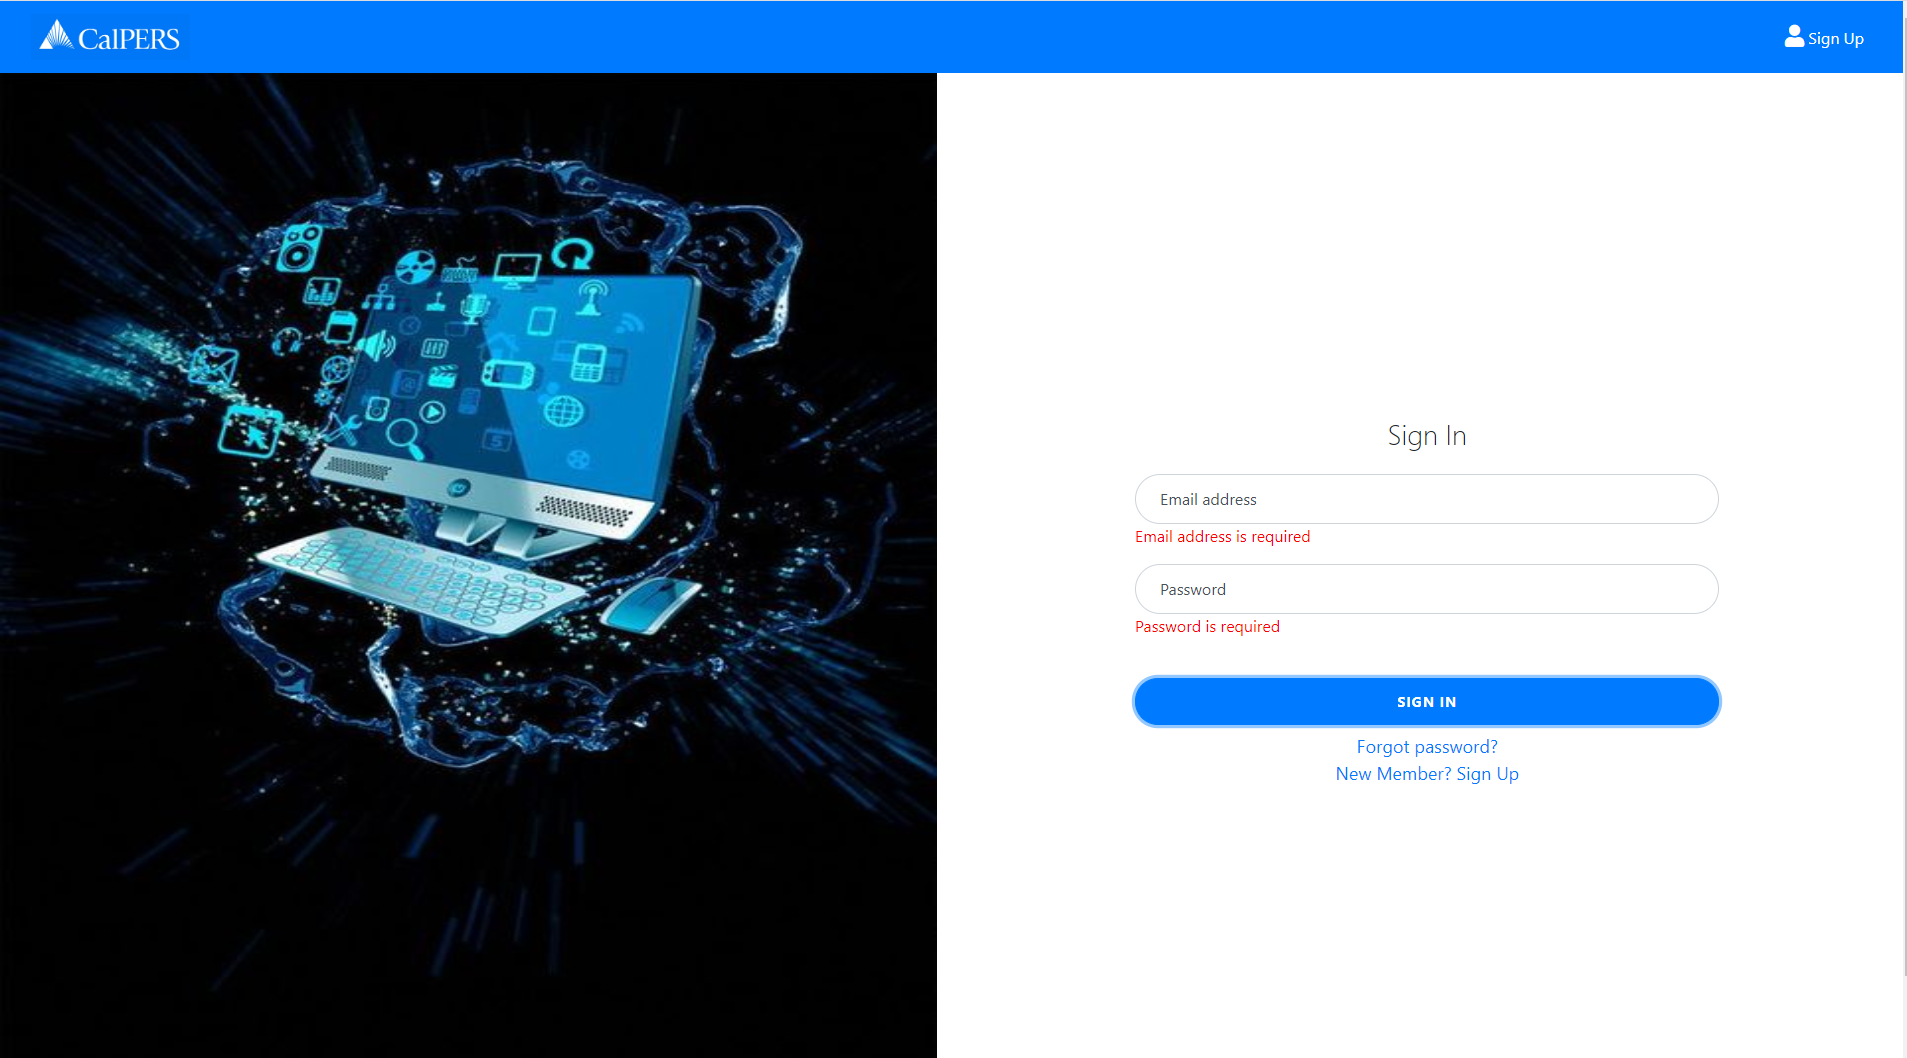 CalPERS
Sign Up
Sign In
Email address
Email address is required
Password
Password is required
SIGN IN
Forgot password?
New Member? Sign Up
5